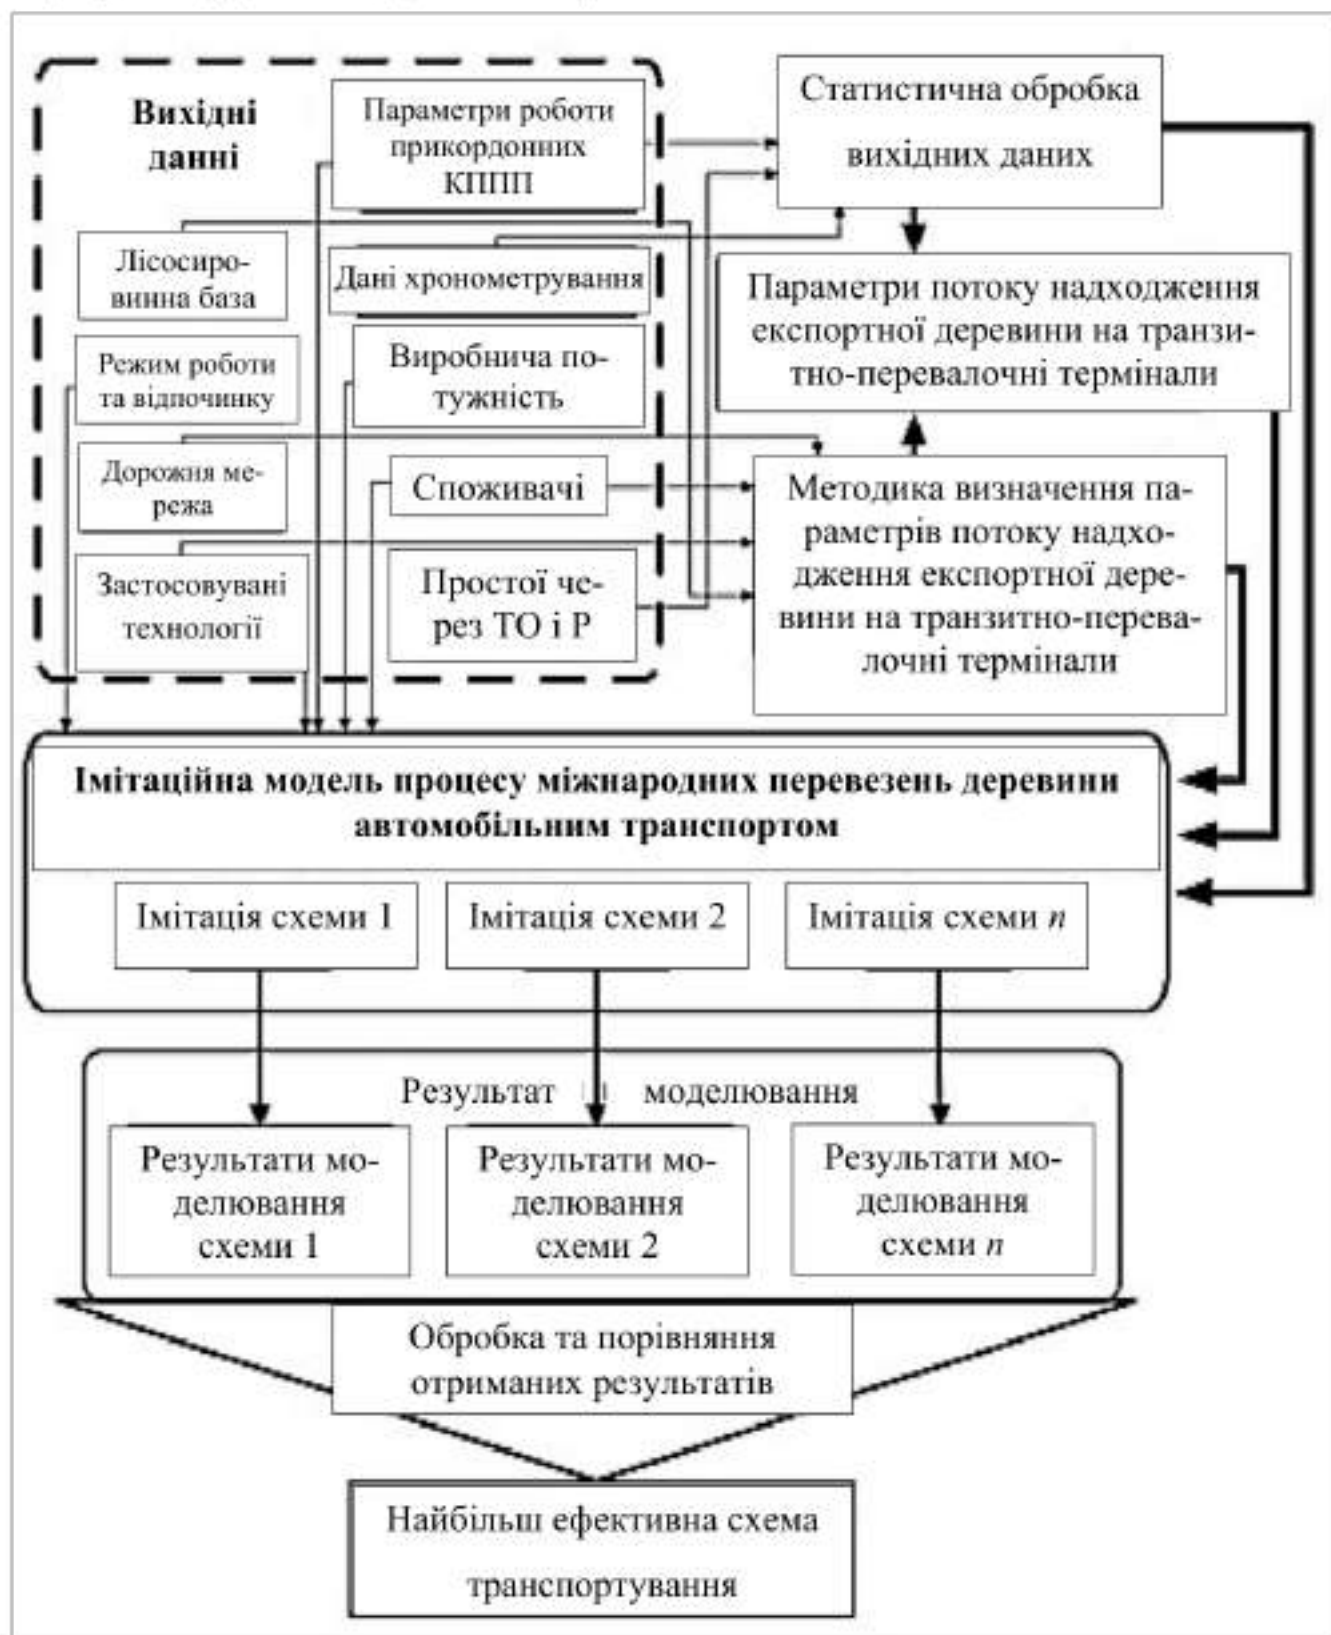 Вихідні
данні
Параметри роботи
прикордонних
КППП
Статистична обробка
вихідних даних
Лісосиро-
винна база
Дані хронометрування
Параметри потоку надходження
експортної деревини на транзи-
тно-перевалочні термінали
Режим роботи
та відпочинку
Виробнича по-
тужність
Дорожня ме-
режа
Споживачі
Методика визначення па-
раметрів потоку надхо-
дження експортної дере-
вини на транзитно-перева-
лочні термінали
Застосовувані
технології
Простої че-
рез ТО і Р
Імітаційна модель процесу міжнародних перевезень деревини
автомобільним транспортом
Імітація схеми 1
Імітація схеми 2
Імітація схеми n
Результат моделювання
Результати мо-
делювання
схеми 1
Результати мо-
делювання
схеми 2
Результати мо-
делювання
схеми n
Обробка та порівняння
отриманих результатів
Найбільш ефективна схема
транспортування